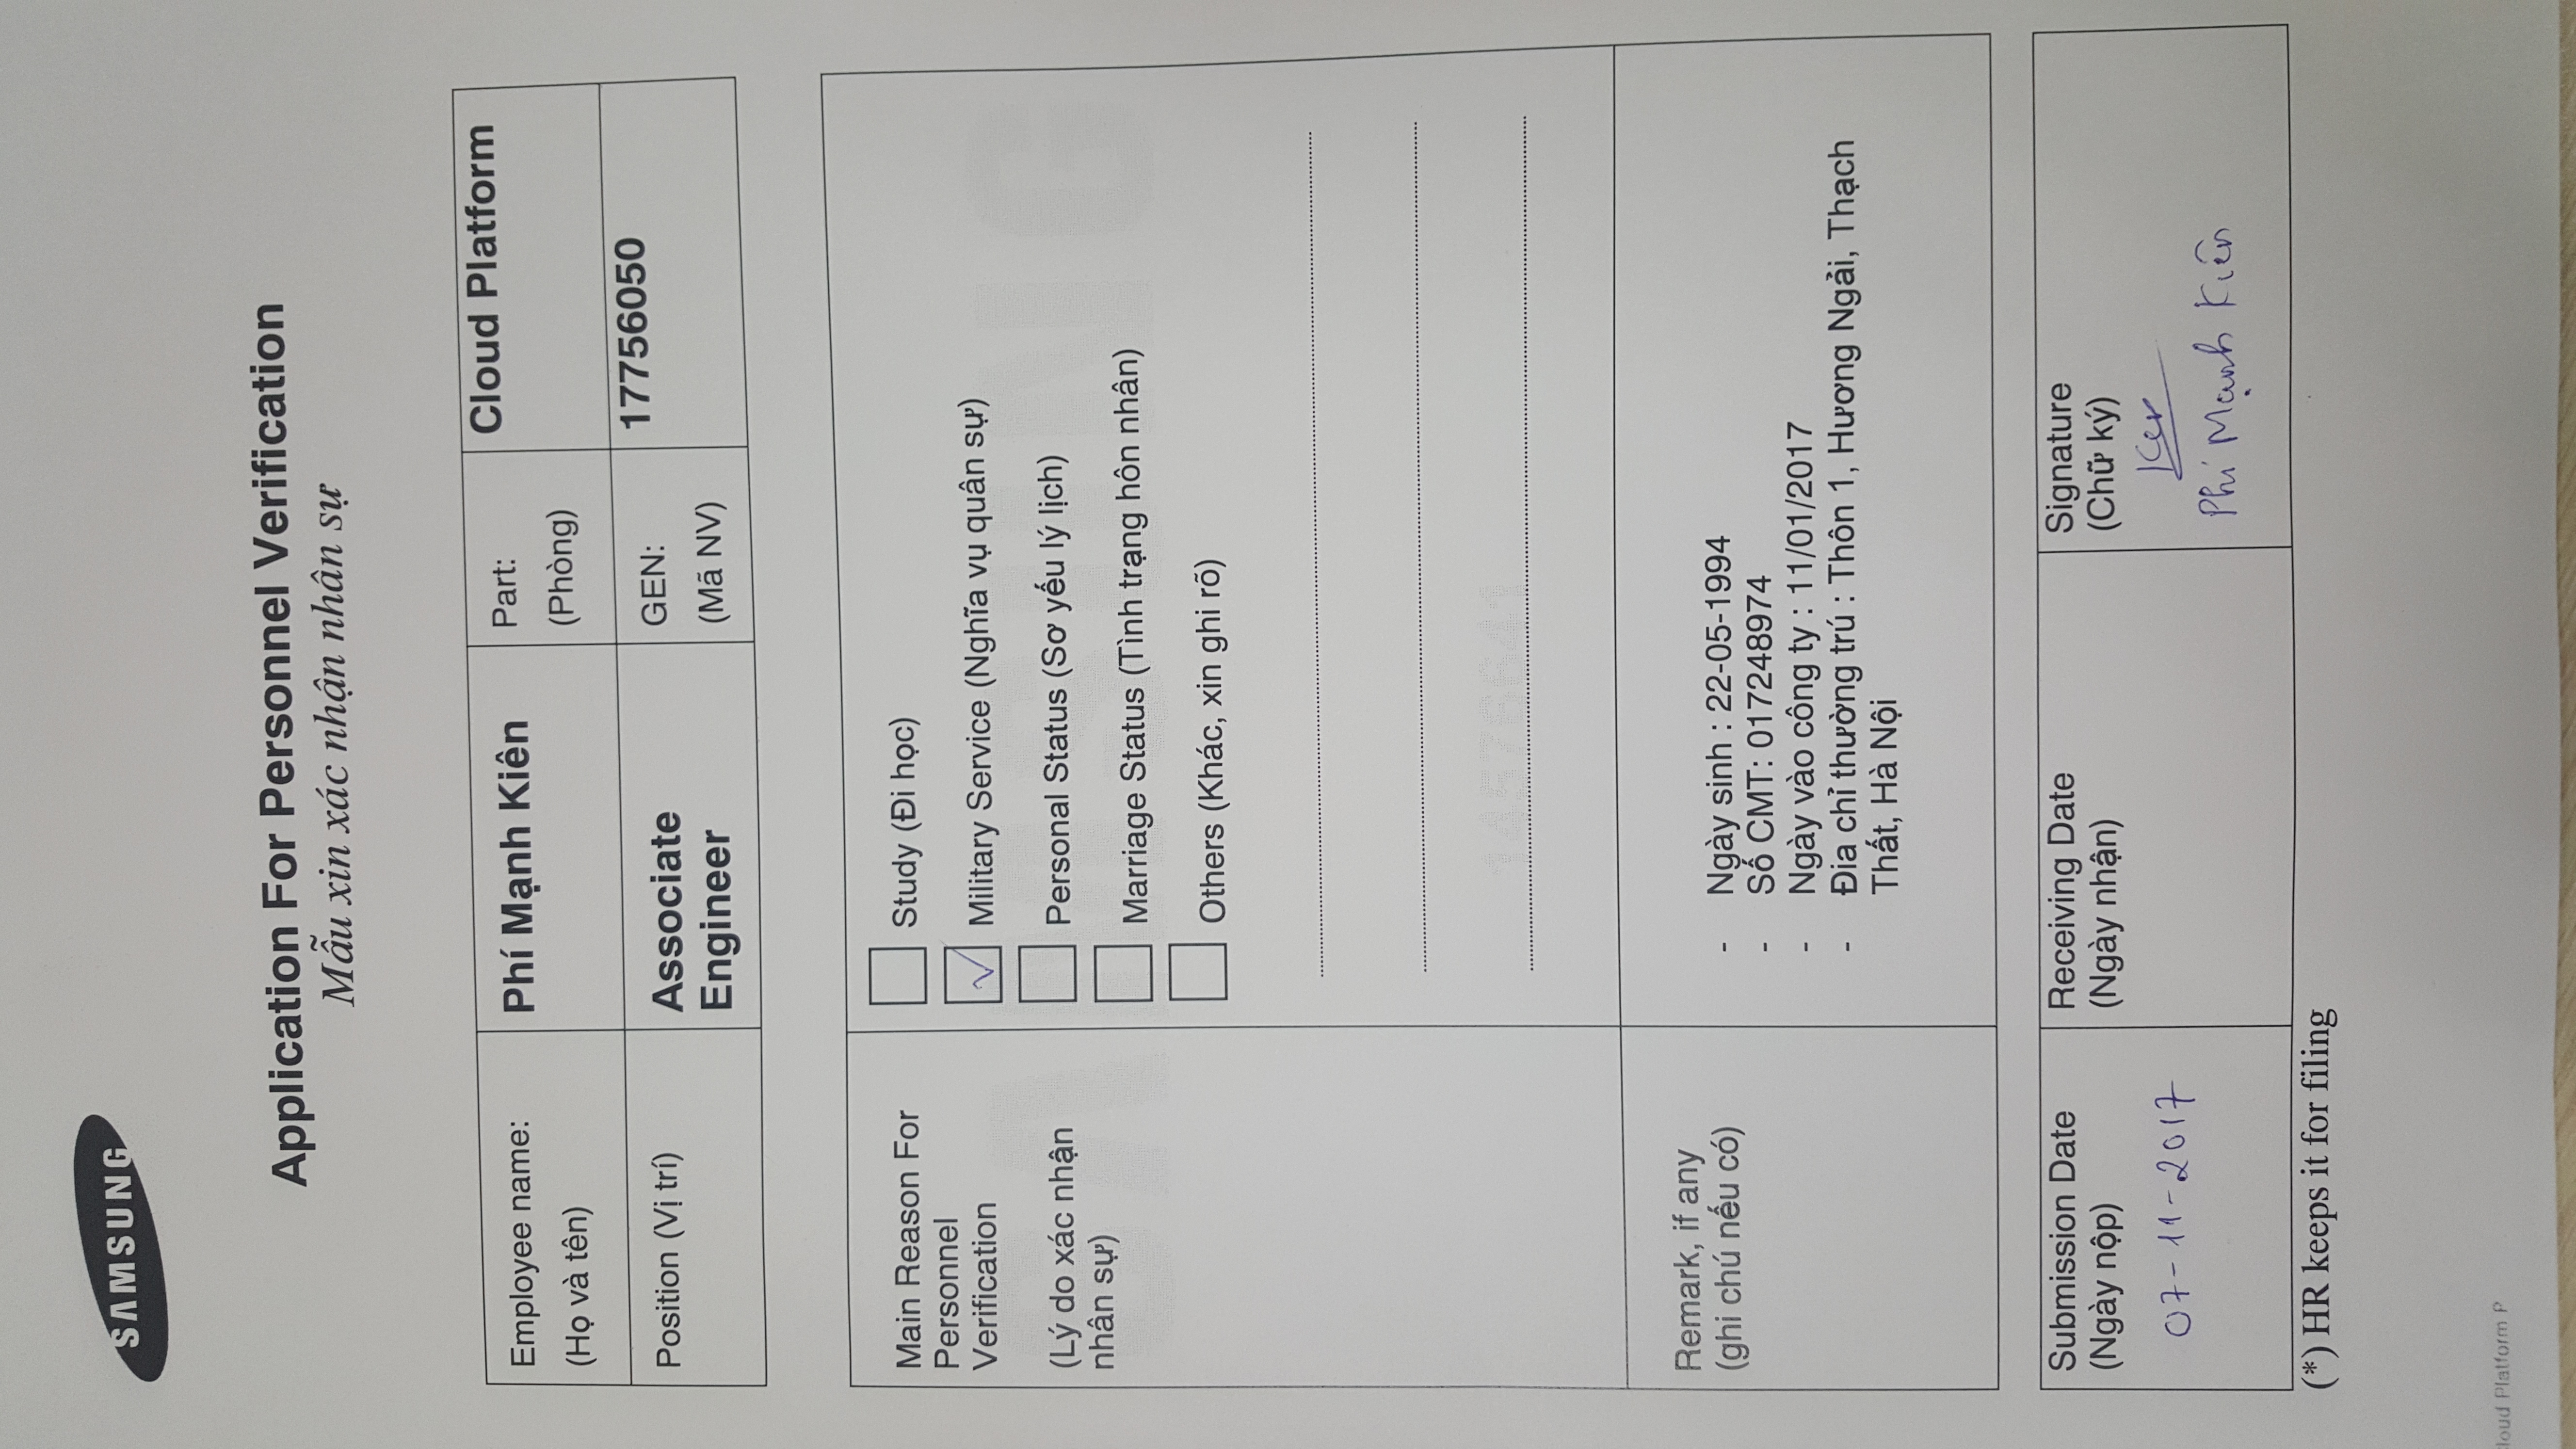 SAMSUNG
Application For Personnel Verification
Mẫu xin xác nhận nhân sự
Employee name:
(Họ và tên)
Phí Mạnh Kiên
Part:
(Phòng)
Cloud Platform
Position (Vị trí)
Associate
Engineer
GEN:
(Mã NV)
17756050
Main Reason For
Personnel
Verification
(Lý do xác nhận
nhân sự)
Study (Đi học)
Military Service (Nghĩa vụ quân sự)
Personal Status (Sơ yếu lý lịch)
Marriage Status (Tình trạng hôn nhân)
Others (Khác, xin ghi rõ)
SAMSUNG
14576641
Remark, if any
(ghi chú nếu có)
- Ngày sinh : 22-05-1994
- Số CMT: 017248974
- Ngày vào công ty : 11/01/2017
- Đia chỉ thường trú : Thôn 1, Hương Ngải, Thạch
Thất, Hà Nội
Submission Date
(Ngày nộp)
07-11-2017
Receiving Date
(Ngày nhận)
Signature
(Chữ ký)
Phí Mạnh Kiên
(*) HR keeps it for filing
Cloud Platform P